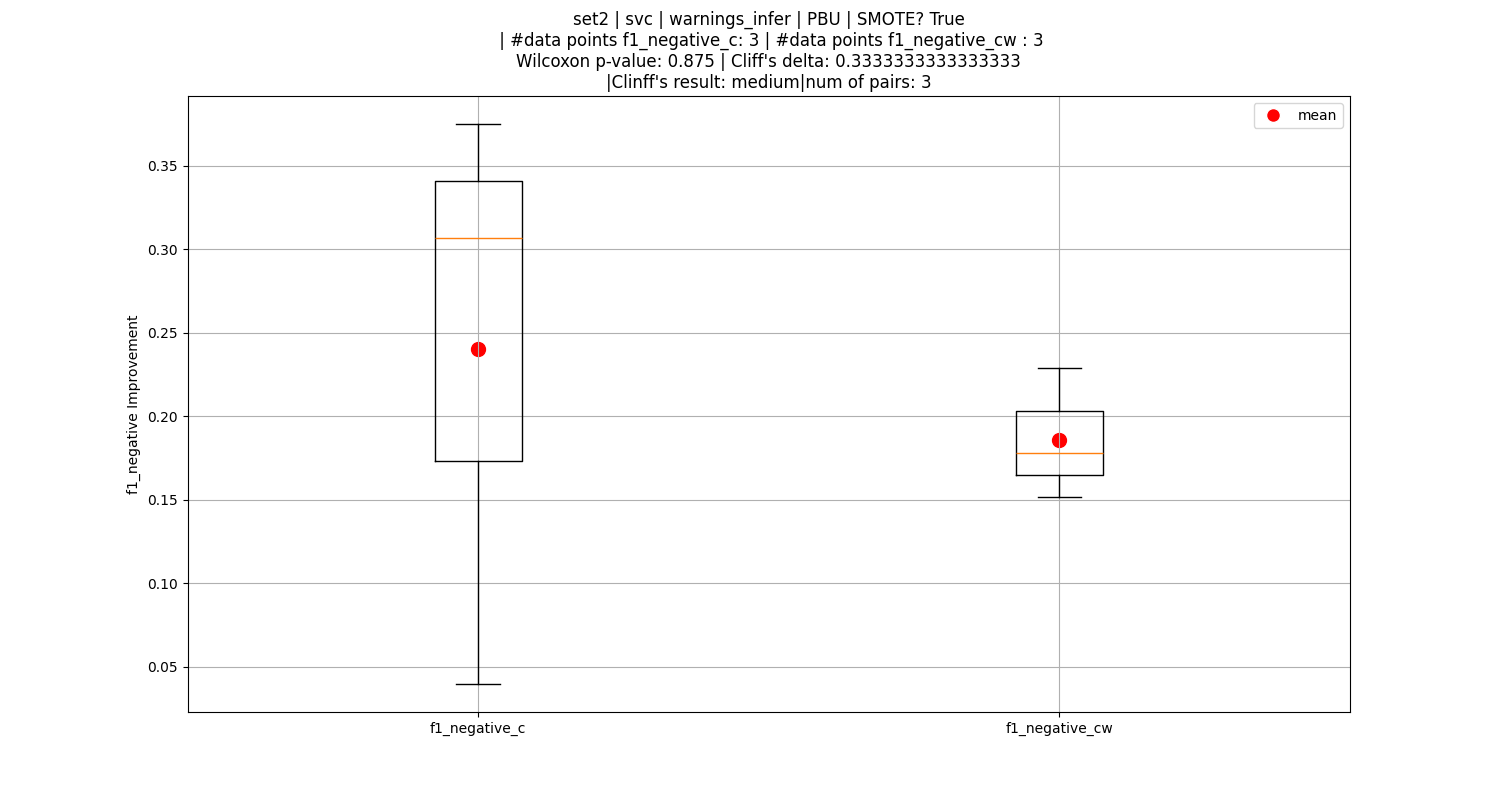 set2 | svc | warnings_infer | PBU | SMOTE? True
| #data points f1_negative_c: 3 | #data points f1_negative_cw : 3
Wilcoxon p-value: 0.875 | Cliff's delta: 0.3333333333333333
|Clinff's result: medium|num of pairs: 3
mean
0.35
0.30
0.25
0.20
0.15
0.10
0.05
f1_negative Improvement
f1_negative_c
f1_negative_cw